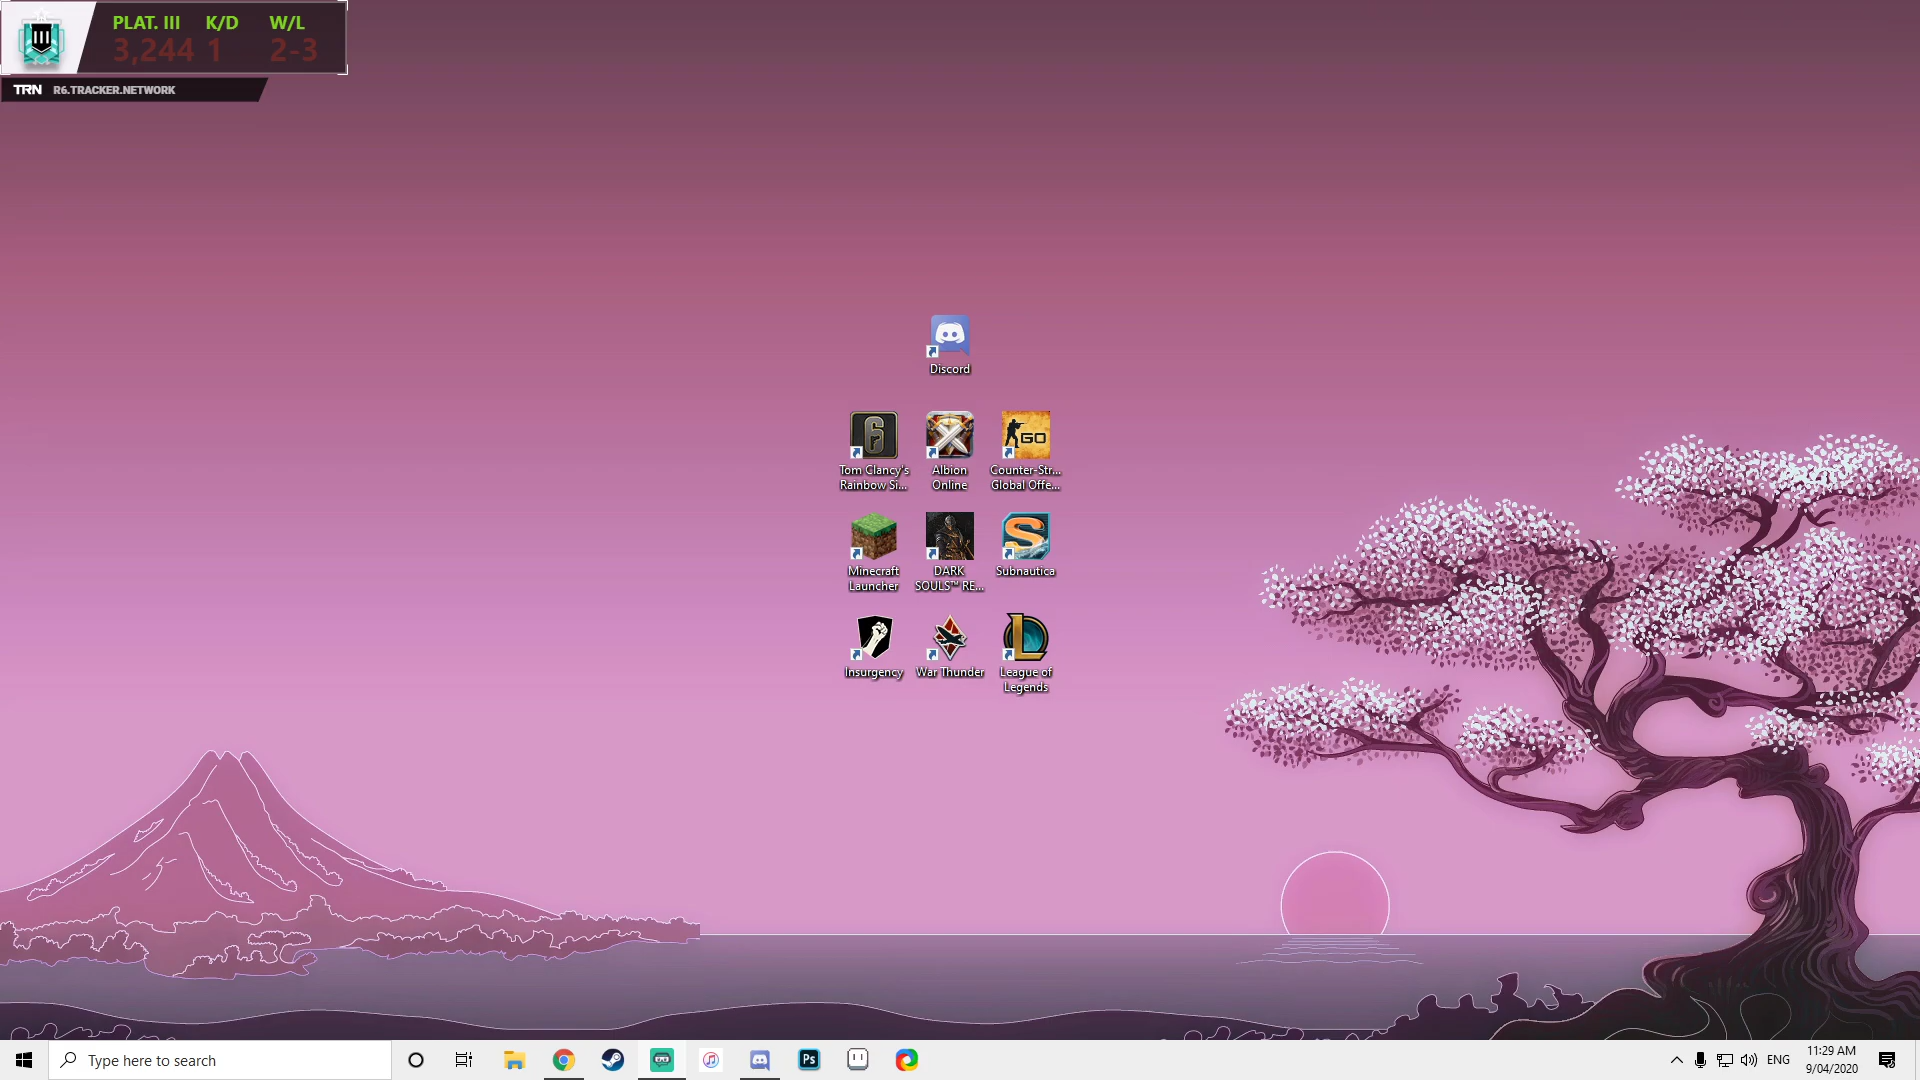 PLAT. III K/D W/L
3,244 1 2-3
TRN R6.TRACKER.NETWORK
Discord
Tom Clancy's
Rainbow Si...
Albion
Online
Counter-Str...
Global Offe...
Minecraft
Launcher
DARK
SOULS™ RE...
Subnautica
Insurgency
War Thunder
League of
Legends
Type here to search
Ps
ENG
11:29 AM
9/04/2020